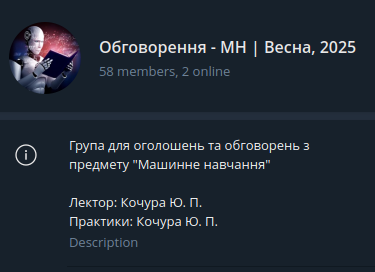 Обговорення - МН | Весна, 2025
58 members, 2 online
Група для оголошень та обговорень з
предмету "Машинне навчання"
Лектор: Кочура Ю. П.
Практики: Кочура Ю. П.
Description